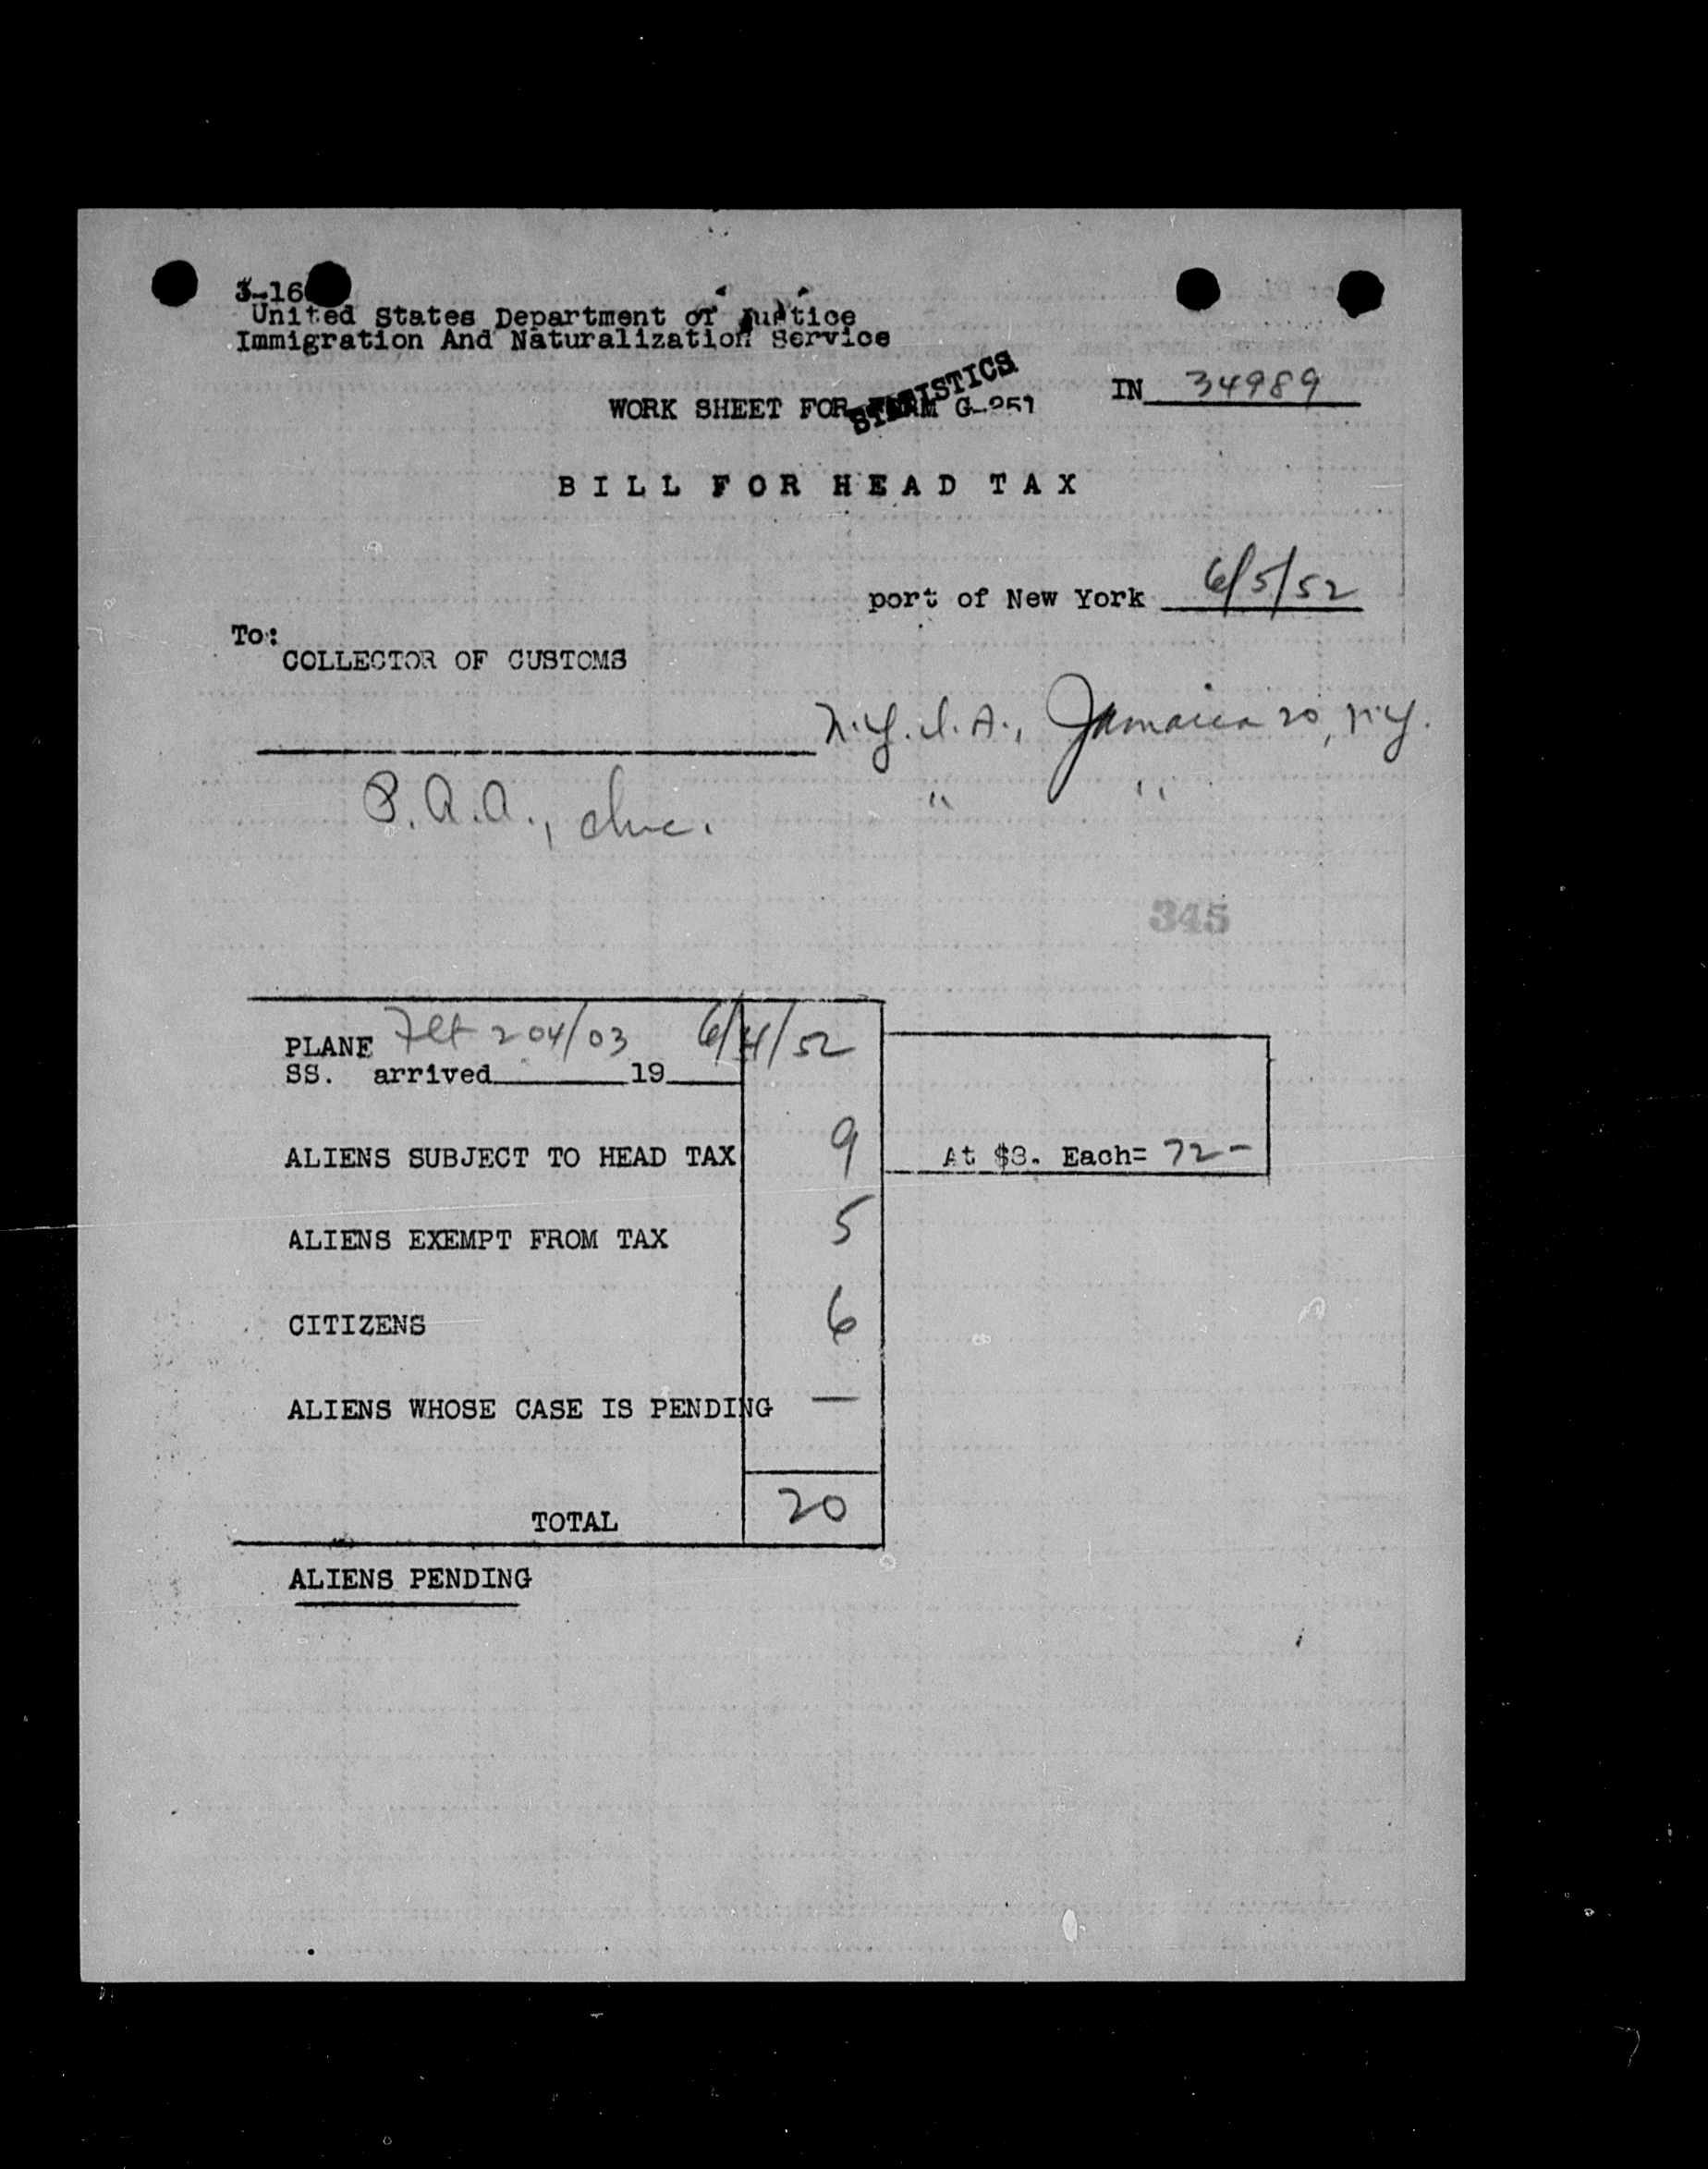 3-16
United States Department of Justice
Immigration And Naturalization Service
STATISTICS
WORK SHEET FOR FORM G-251
IN 34989
BILL FOR HEAD TAX
port of New York 6/5/52
To:
COLLECTOR OF CUSTOMS
N.Y.I.A., Jamaica 20, N.Y.
P.A.A., Inc. " "
345
PLANE Flt 204/03 6/4/52
SS. arrived 19
ALIENS SUBJECT TO HEAD TAX 9 At $8. Each= 72-
ALIENS EXEMPT FROM TAX 5
CITIZENS 6
ALIENS WHOSE CASE IS PENDING —
TOTAL 20
ALIENS PENDING